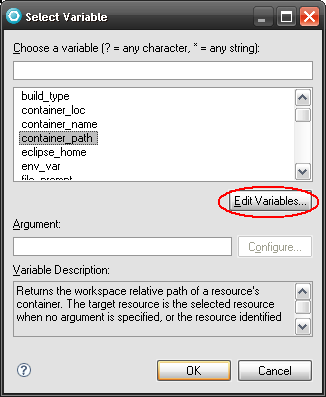 Select Variable
Choose a variable (? = any character, * = any string):
build_type
container_loc
container_name
container_path
eclipse_home
env_var
file_prompt
Edit Variables...
Argument:
Configure...
Variable Description:
Returns the workspace relative path of a resource's
container. The target resource is the selected resource
when no argument is specified, or the resource identified
?
OK
Cancel